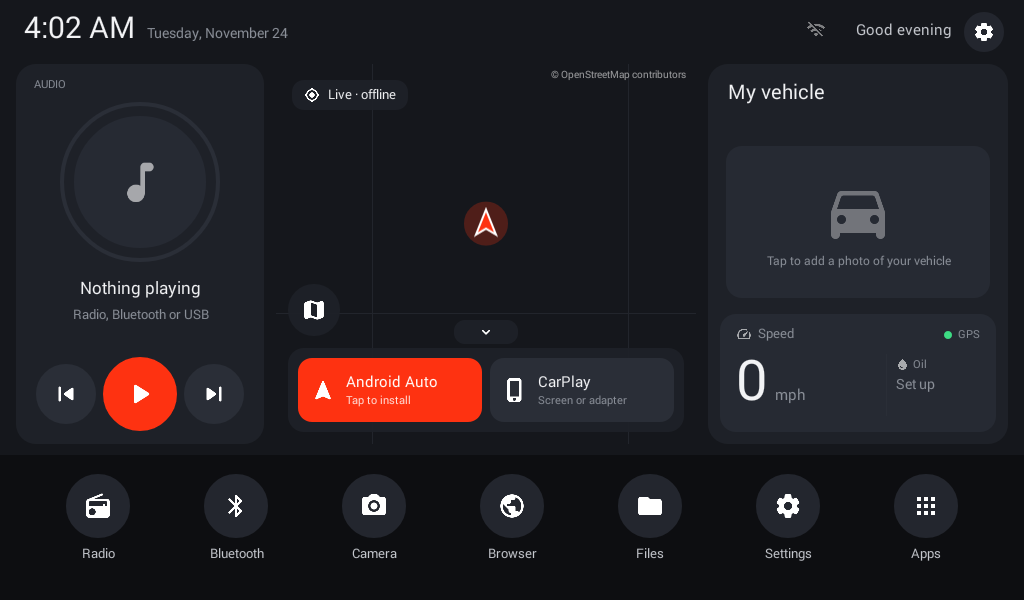 4:02 AM
Tuesday, November 24
Good evening
AUDIO
Nothing playing
Radio, Bluetooth or USB
Live · offline
© OpenStreetMap contributors
Android Auto
Tap to install
CarPlay
Screen or adapter
My vehicle
Tap to add a photo of your vehicle
Speed
GPS
0 mph
Oil
Set up
Radio
Bluetooth
Camera
Browser
Files
Settings
Apps